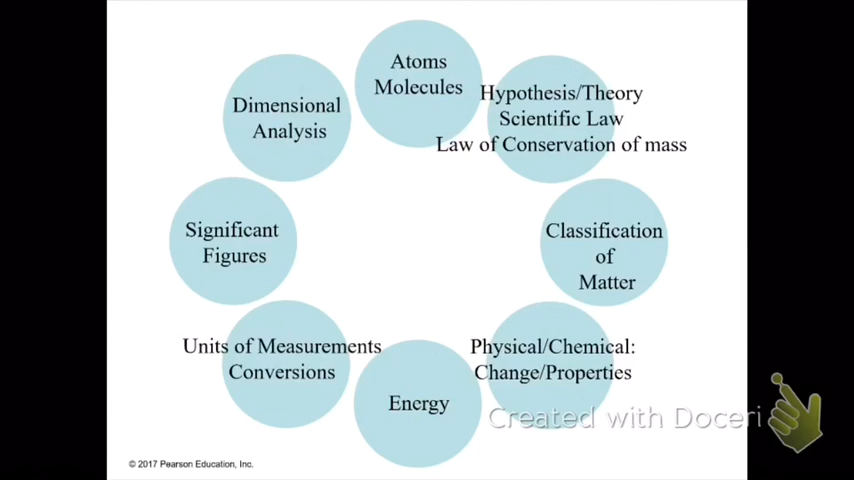 Atoms
Molecules
Hypothesis/Theory
Scientific Law
Law of Conservation of mass
Classification
of
Matter
Physical/Chemical:
Change/Properties
Energy
Units of Measurements
Conversions
Significant
Figures
Dimensional
Analysis
Created with Doceri
© 2017 Pearson Education, Inc.